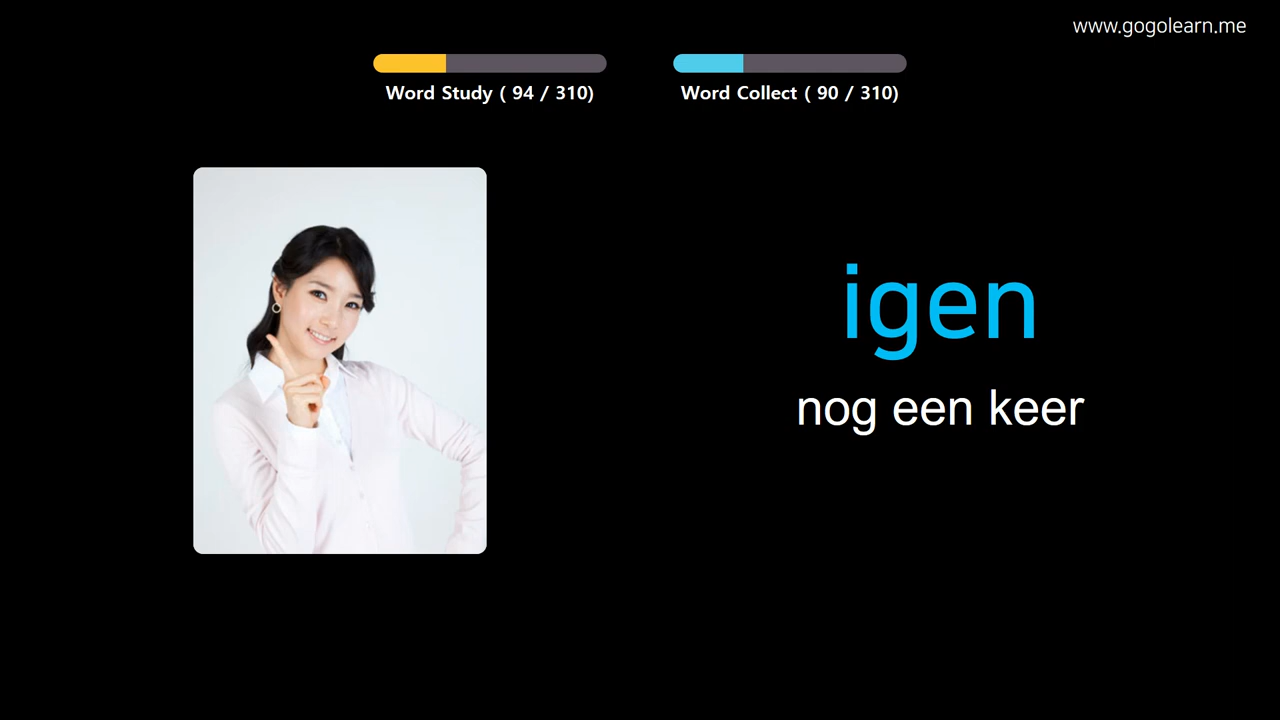 www.gogolearn.me
Word Study ( 94 / 310)
Word Collect ( 90 / 310)
igen
nog een keer